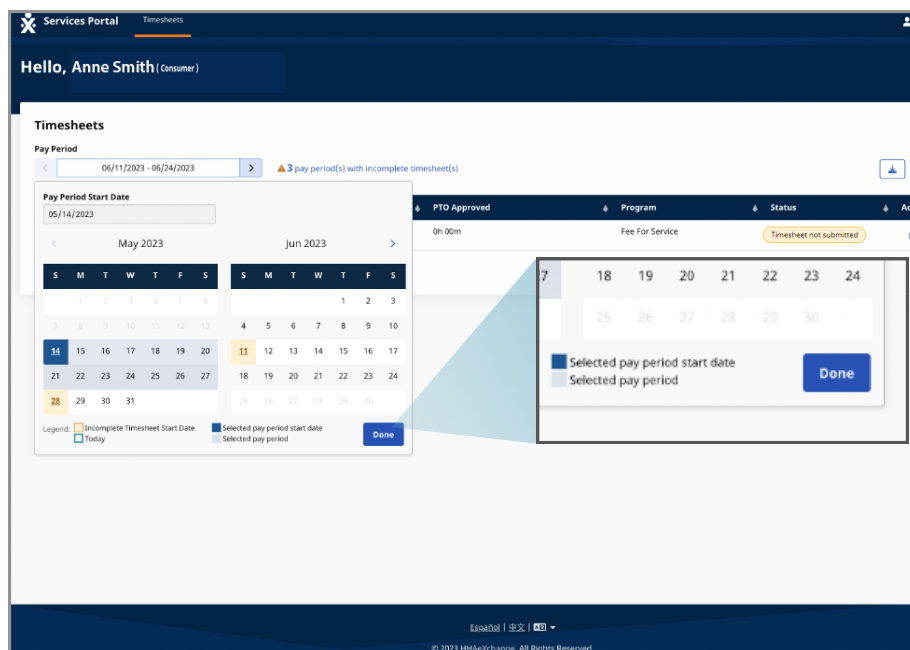 Services Portal Timesheets
Hello, Anne Smith (Consumer)
Timesheets
Pay Period
06/11/2023 - 06/24/2023
3 pay period(s) with incomplete timesheet(s)
Pay Period Start Date
05/14/2023
PTO Approved Program Status
0h 00m Fee For Service Timesheet not submitted
May 2023 Jun 2023
S M T W T F S S M T W T F S
1 2 3 4 5 6 1 2 3
7 8 9 10 11 12 13 4 5 6 7 8 9 10
14 15 16 17 18 19 20 11 12 13 14 15 16 17
21 22 23 24 25 26 27 18 19 20 21 22 23 24
28 29 30 31 25 26 27 28 29 30
Legend: Incomplete Timesheet Start Date Selected pay period start date
Today Selected pay period
Done
18 19 20 21 22 23 24
25 26 27 28 29 30
Selected pay period start date
Selected pay period
Done
Español | 中文 |
© 2023 HHAeXchange. All Rights Reserved